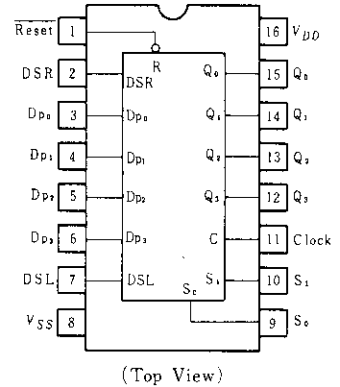 Reset 1 16 VDD
R
DSR 2 DSR Q₀ 15 Q₀
Dp₀ 3 Dp₀ Q₁ 14 Q₁
Dp₁ 4 Dp₁ Q₂ 13 Q₂
Dp₂ 5 Dp₂ Q₃ 12 Q₃
Dp₃ 6 Dp₃ C 11 Clock
DSL 7 DSL S₁ 10 S₁
S₀
VSS 8 9 S₀
(Top View)